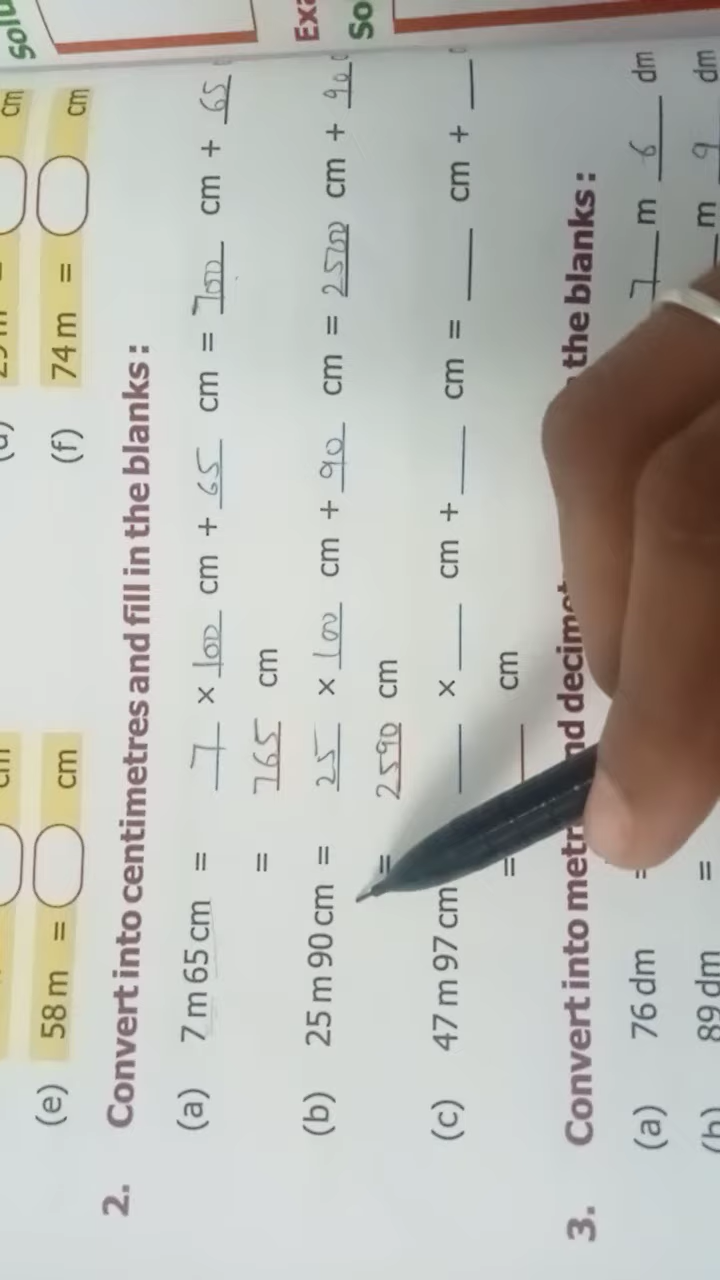 cm
(e) 58 m = cm (f) 74 m = cm
2. Convert into centimetres and fill in the blanks :
(a) 7 m 65 cm = 7 × 100 cm + 65 cm = 700 cm + 65
= 765 cm
(b) 25 m 90 cm = 25 × 100 cm + 90 cm = 2500 cm + 90
= 2590 cm
(c) 47 m 97 cm ___ × ___ cm + ___ cm = ___ cm + ___
= ___ cm
3. Convert into metr nd decim the blanks :
(a) 76 dm = 7 m 6 dm
(b) 89 dm = m 9 dm
So